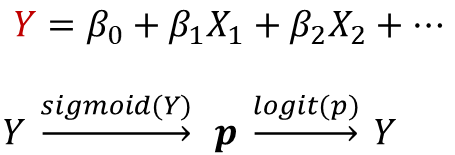 Y = β₀ + β₁X₁ + β₂X₂ + ⋯
Y —sigmoid(Y)→ p —logit(p)→ Y